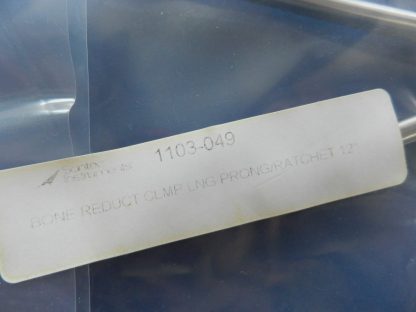 1103-049
BONE REDUCT CLMP LNG PRONG/RATCHET 12"